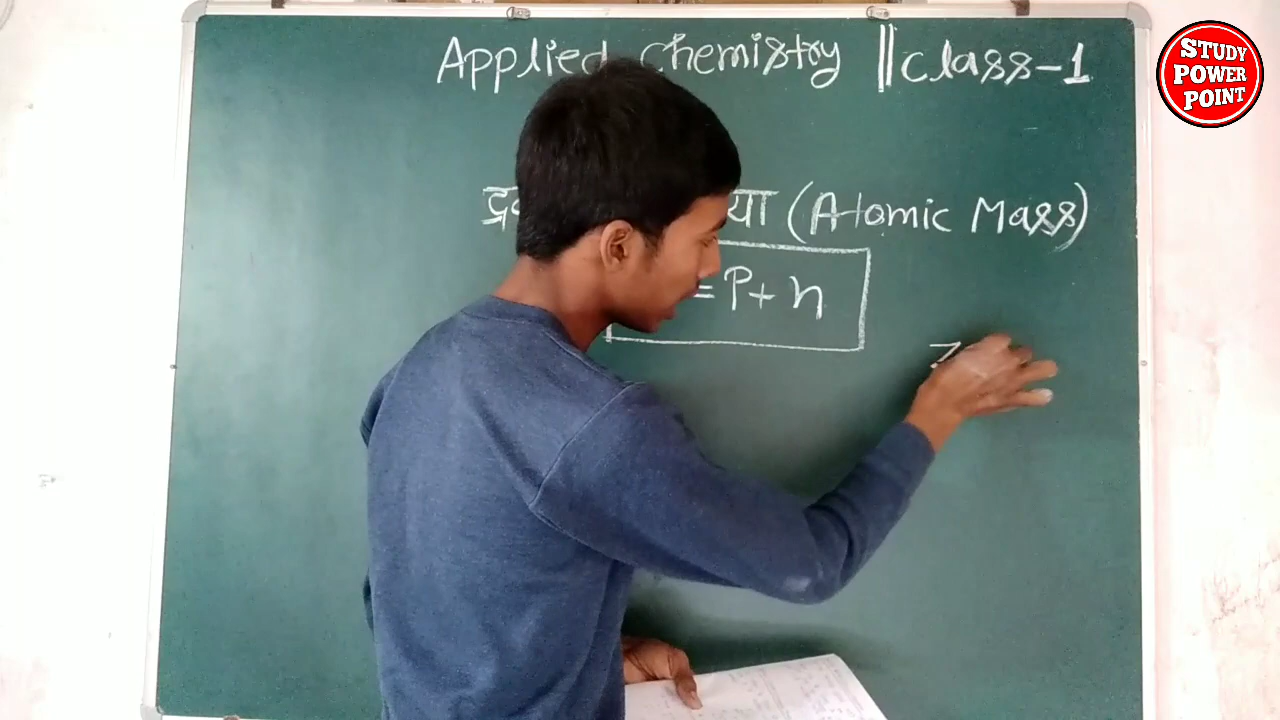 Applied Chemistry || class-1
(Atomic Mass)
= P + n
STUDY
POWER
POINT